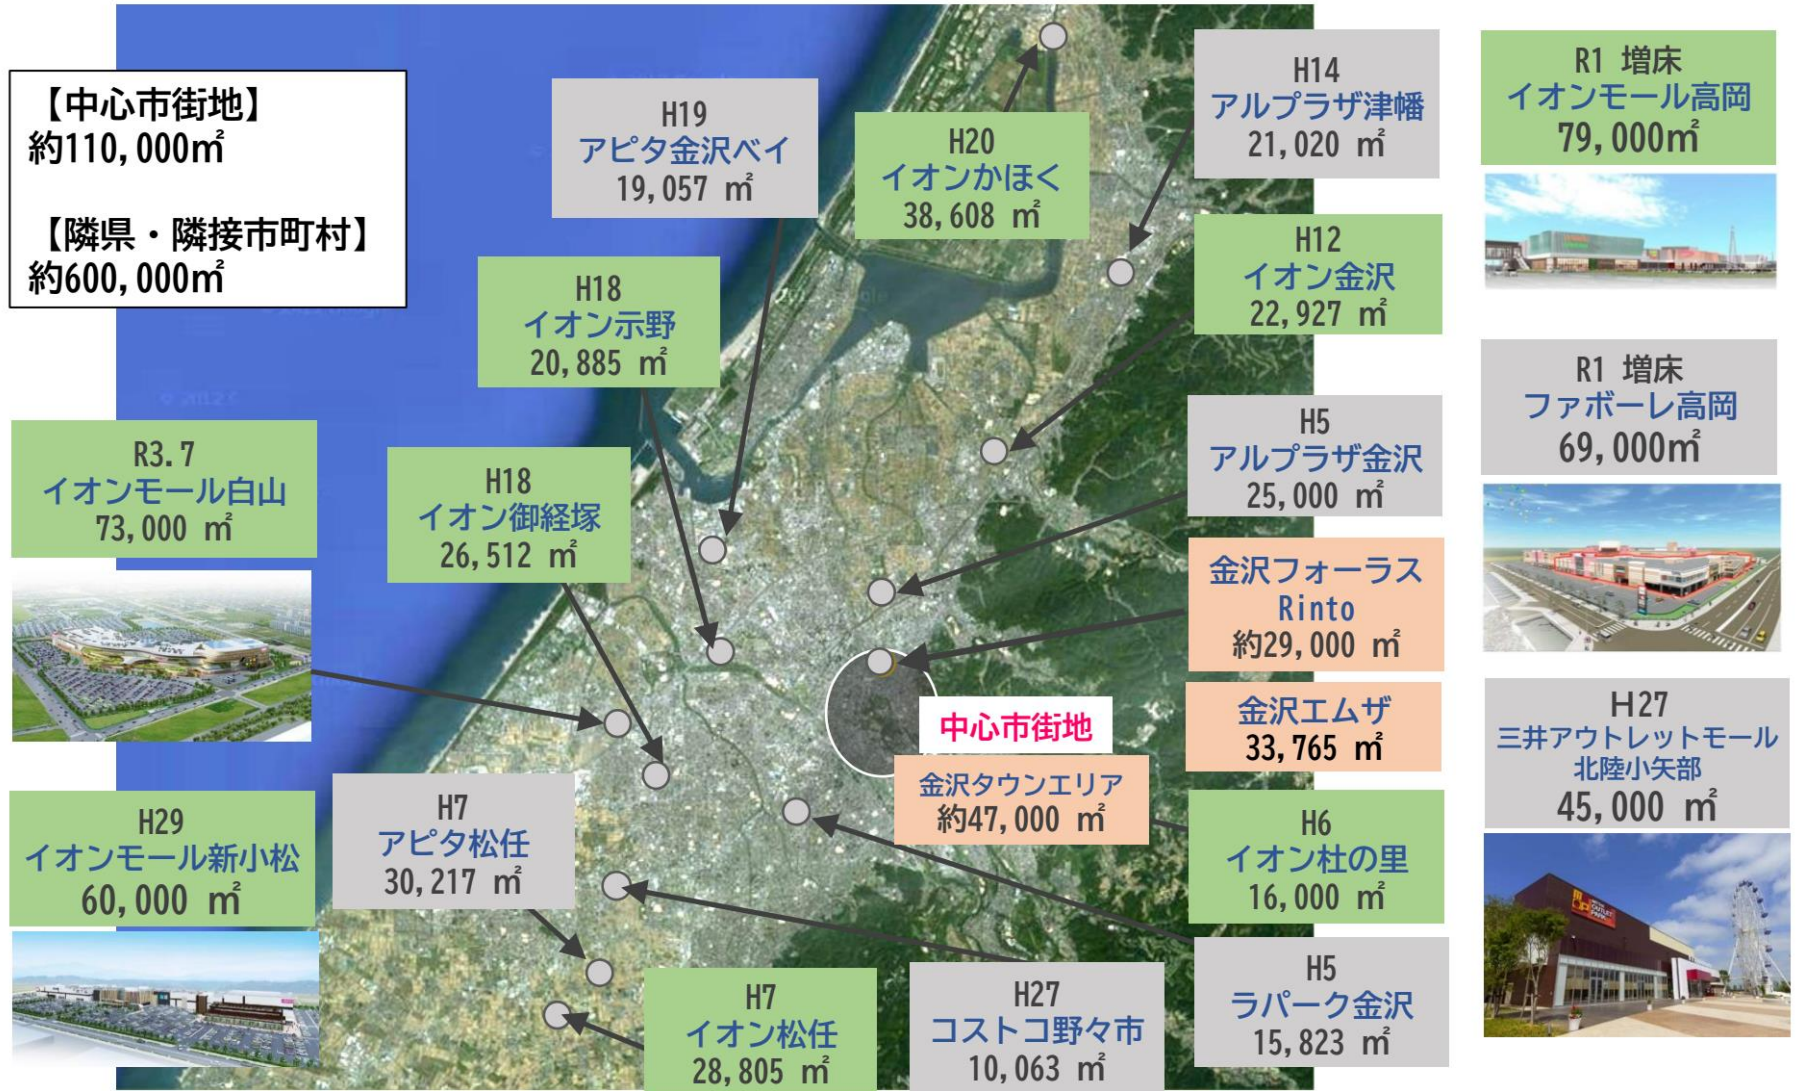 【中心市街地】
約110,000㎡
【隣県・隣接市町村】
約600,000㎡
H19
アピタ金沢ベイ
19,057 ㎡
H20
イオンかほく
38,608 ㎡
H14
アルプラザ津幡
21,020 ㎡
R1 増床
イオンモール高岡
79,000㎡
H18
イオン示野
20,885 ㎡
H12
イオン金沢
22,927 ㎡
R1 増床
ファボーレ高岡
69,000㎡
R3.7
イオンモール白山
73,000 ㎡
H18
イオン御経塚
26,512 ㎡
H5
アルプラザ金沢
25,000 ㎡
金沢フォーラス
Rinto
約29,000 ㎡
金沢エムザ
33,765 ㎡
中心市街地
金沢タウンエリア
約47,000 ㎡
H27
三井アウトレットモール
北陸小矢部
45,000 ㎡
H29
イオンモール新小松
60,000 ㎡
H7
アピタ松任
30,217 ㎡
H6
イオン杜の里
16,000 ㎡
H7
イオン松任
28,805 ㎡
H27
コストコ野々市
10,063 ㎡
H5
ラパーク金沢
15,823 ㎡
OUTLET
PARK